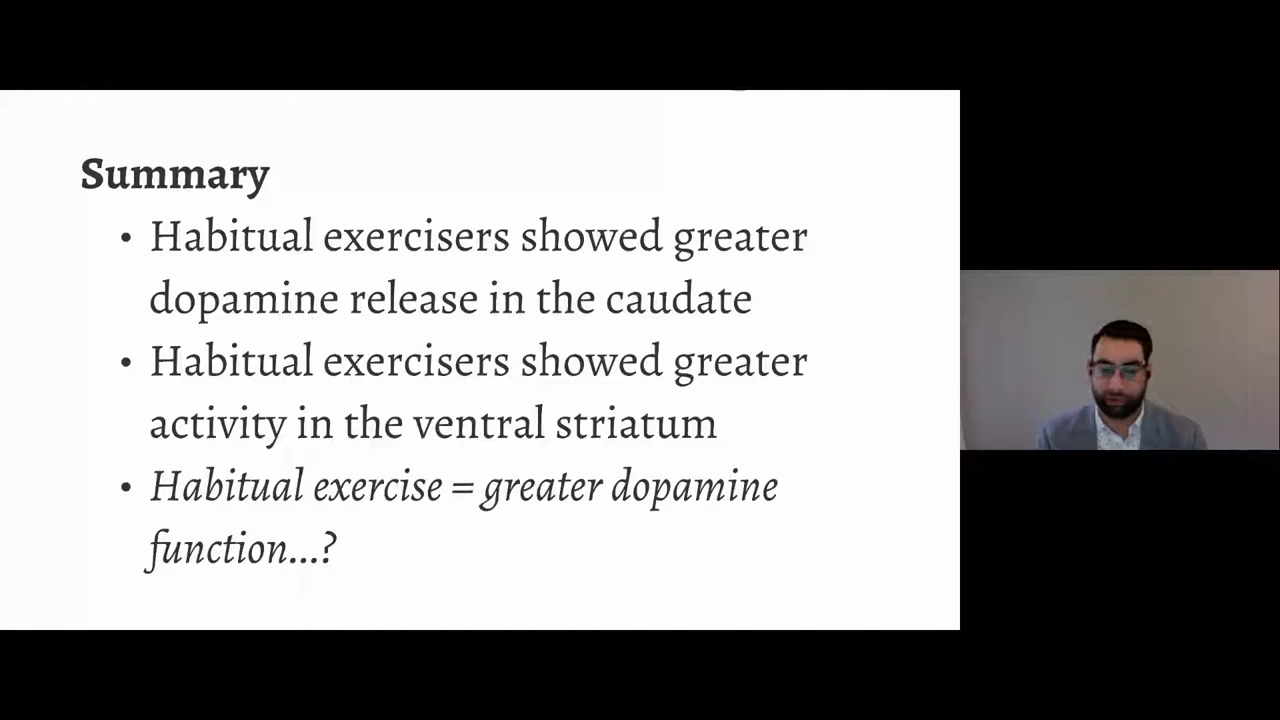 Summary
• Habitual exercisers showed greater
dopamine release in the caudate
• Habitual exercisers showed greater
activity in the ventral striatum
• Habitual exercise = greater dopamine
function...?